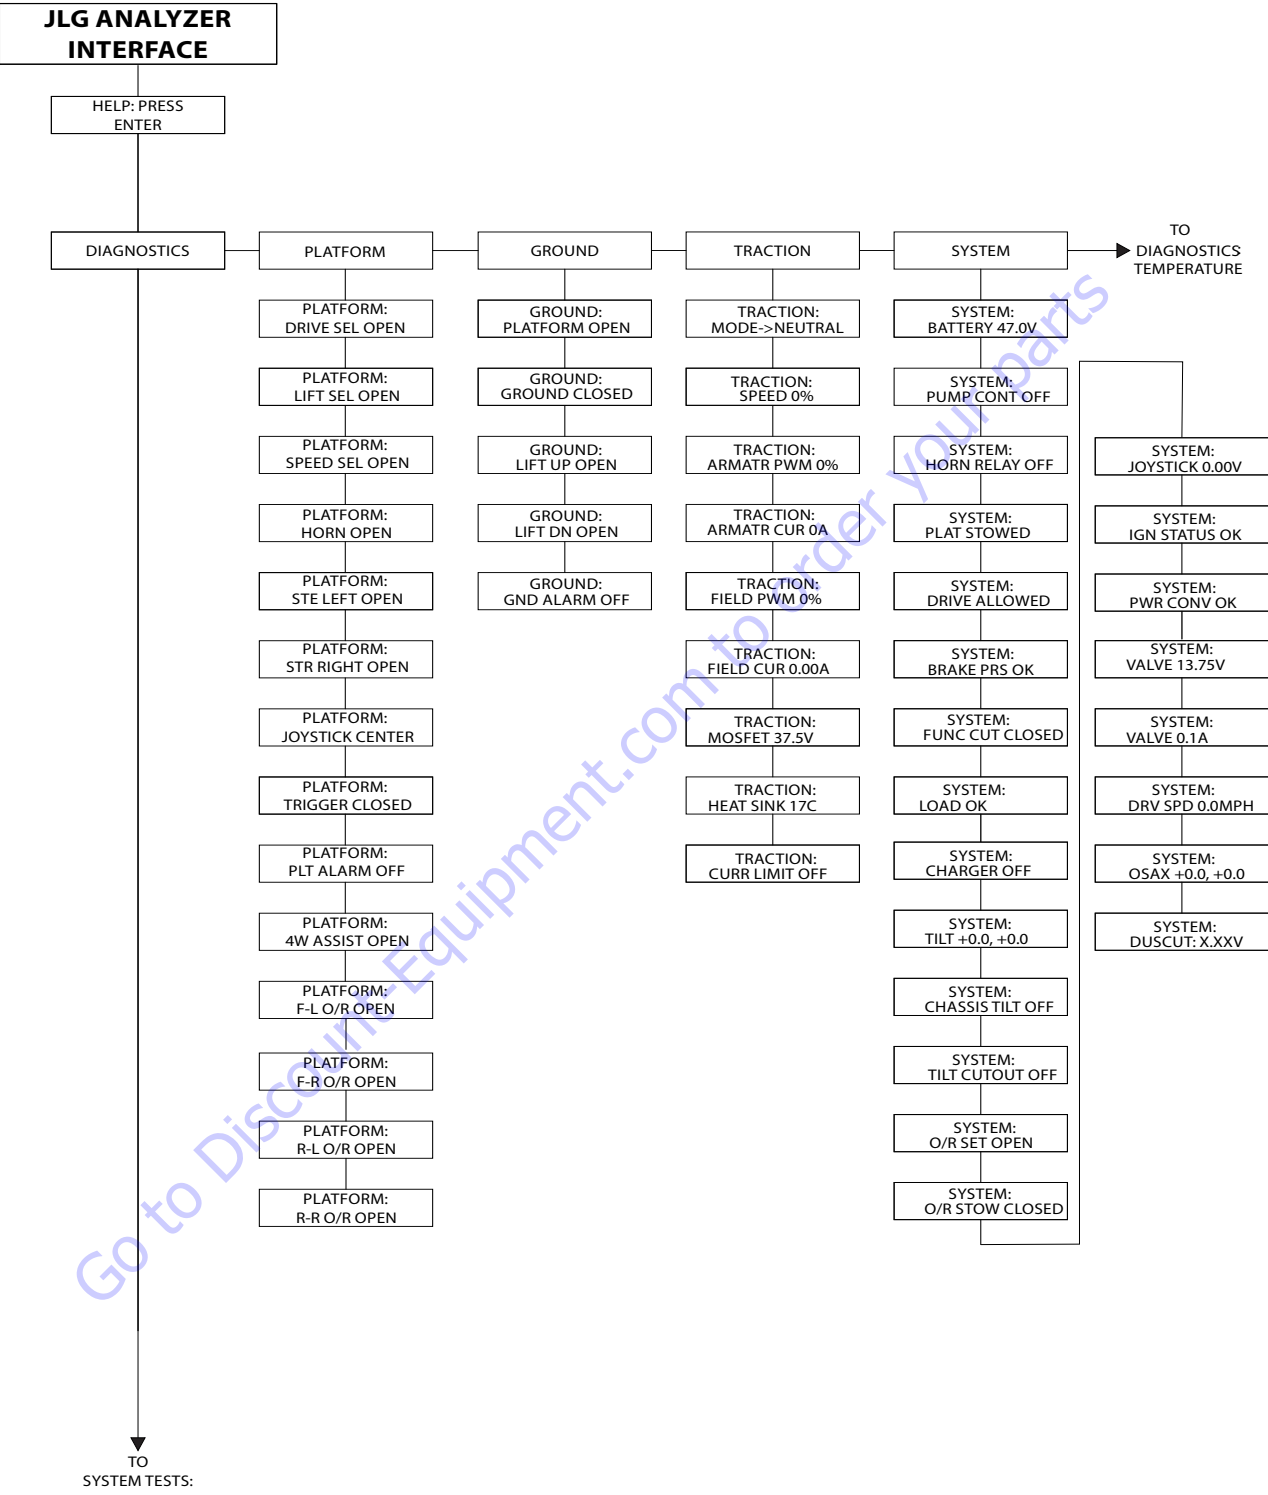 JLG ANALYZER
INTERFACE
HELP: PRESS
ENTER
DIAGNOSTICS
PLATFORM
GROUND
TRACTION
SYSTEM
TO
DIAGNOSTICS
TEMPERATURE
PLATFORM:
DRIVE SEL OPEN
PLATFORM:
LIFT SEL OPEN
PLATFORM:
SPEED SEL OPEN
PLATFORM:
HORN OPEN
PLATFORM:
STE LEFT OPEN
PLATFORM:
STR RIGHT OPEN
PLATFORM:
JOYSTICK CENTER
PLATFORM:
TRIGGER CLOSED
PLATFORM:
PLT ALARM OFF
PLATFORM:
4W ASSIST OPEN
PLATFORM:
F-L O/R OPEN
PLATFORM:
F-R O/R OPEN
PLATFORM:
R-L O/R OPEN
PLATFORM:
R-R O/R OPEN
GROUND:
PLATFORM OPEN
GROUND:
GROUND CLOSED
GROUND:
LIFT UP OPEN
GROUND:
LIFT DN OPEN
GROUND:
GND ALARM OFF
TRACTION:
MODE->NEUTRAL
TRACTION:
SPEED 0%
TRACTION:
ARMATR PWM 0%
TRACTION:
ARMATR CUR 0A
TRACTION:
FIELD PWM 0%
TRACTION:
FIELD CUR 0.00A
TRACTION:
MOSFET 37.5V
TRACTION:
HEAT SINK 17C
TRACTION:
CURR LIMIT OFF
SYSTEM:
BATTERY 47.0V
SYSTEM:
PUMP CONT OFF
SYSTEM:
HORN RELAY OFF
SYSTEM:
PLAT STOWED
SYSTEM:
DRIVE ALLOWED
SYSTEM:
BRAKE PRS OK
SYSTEM:
FUNC CUT CLOSED
SYSTEM:
LOAD OK
SYSTEM:
CHARGER OFF
SYSTEM:
TILT +0.0, +0.0
SYSTEM:
CHASSIS TILT OFF
SYSTEM:
TILT CUTOUT OFF
SYSTEM:
O/R SET OPEN
SYSTEM:
O/R STOW CLOSED
SYSTEM:
JOYSTICK 0.00V
SYSTEM:
IGN STATUS OK
SYSTEM:
PWR CONV OK
SYSTEM:
VALVE 13.75V
SYSTEM:
VALVE 0.1A
SYSTEM:
DRV SPD 0.0MPH
SYSTEM:
OSAX +0.0, +0.0
SYSTEM:
DUSCUT: X.XXV
TO
SYSTEM TESTS:
Go to Discount-Equipment.com to order your parts